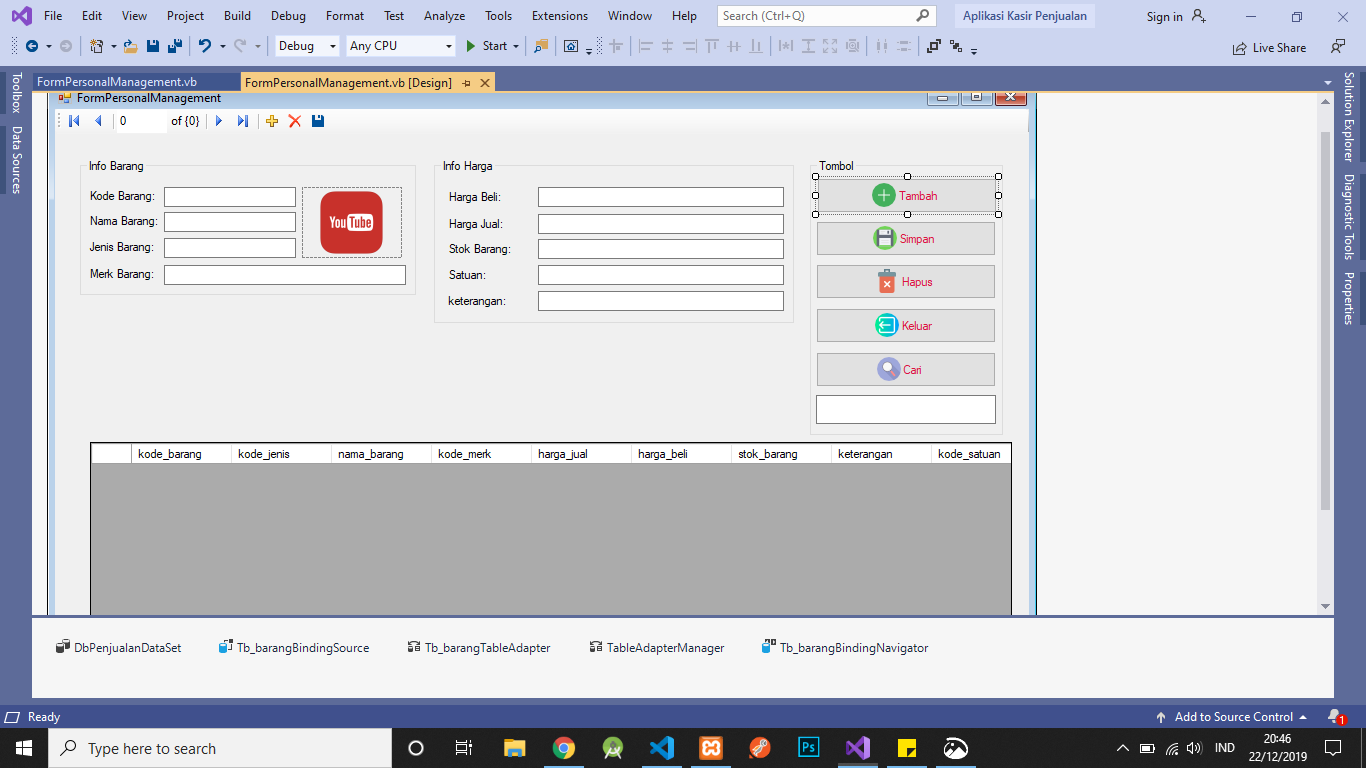 File Edit View Project Build Debug Format Test Analyze Tools Extensions Window Help Search (Ctrl+Q) Aplikasi Kasir Penjualan Sign in
Debug Any CPU Start Live Share
FormPersonalManagement.vb FormPersonalManagement.vb [Design]
Toolbox
Data Sources
Solution Explorer
Diagnostic Tools
Properties
FormPersonalManagement
0 of {0}
Info Barang
Kode Barang:
Nama Barang:
Jenis Barang:
Merk Barang:
YouTube
Info Harga
Harga Beli:
Harga Jual:
Stok Barang:
Satuan:
keterangan:
Tombol
Tambah
Simpan
Hapus
Keluar
Cari
kode_barang kode_jenis nama_barang kode_merk harga_jual harga_beli stok_barang keterangan kode_satuan
DbPenjualanDataSet Tb_barangBindingSource Tb_barangTableAdapter TableAdapterManager Tb_barangBindingNavigator
Ready Add to Source Control 1
Type here to search Ps IND 20:46
22/12/2019